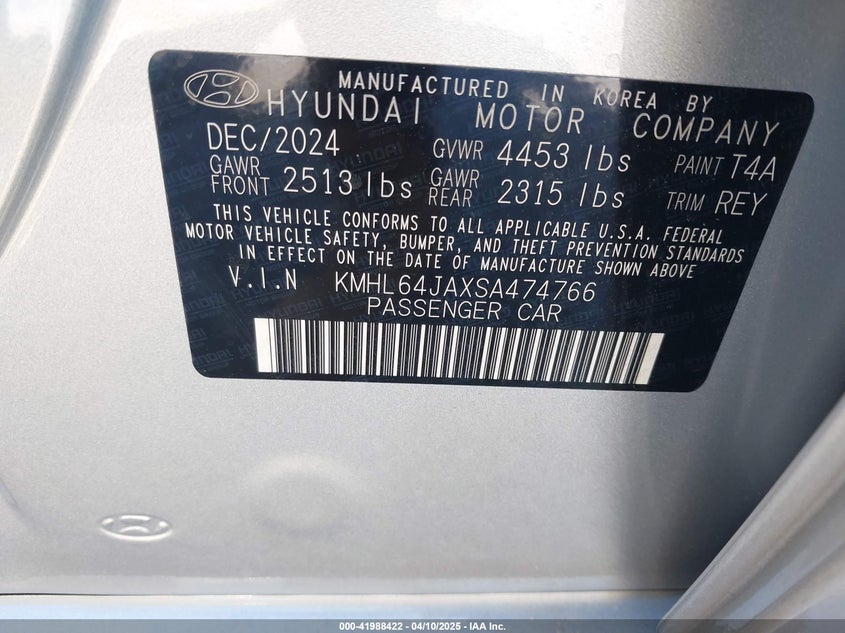 MANUFACTURED IN KOREA BY
HYUNDAI MOTOR COMPANY
DEC/2024 GVWR 4453 lbs PAINT T4A
GAWR FRONT 2513 lbs GAWR REAR 2315 lbs TRIM REY
THIS VEHICLE CONFORMS TO ALL APPLICABLE U.S.A. FEDERAL
MOTOR VEHICLE SAFETY, BUMPER, AND THEFT PREVENTION STANDARDS
IN EFFECT ON THE DATE OF MANUFACTURE SHOWN ABOVE
V.I.N KMHL64JAXSA474766
PASSENGER CAR
000-41988422 - 04/10/2025 - IAA Inc.